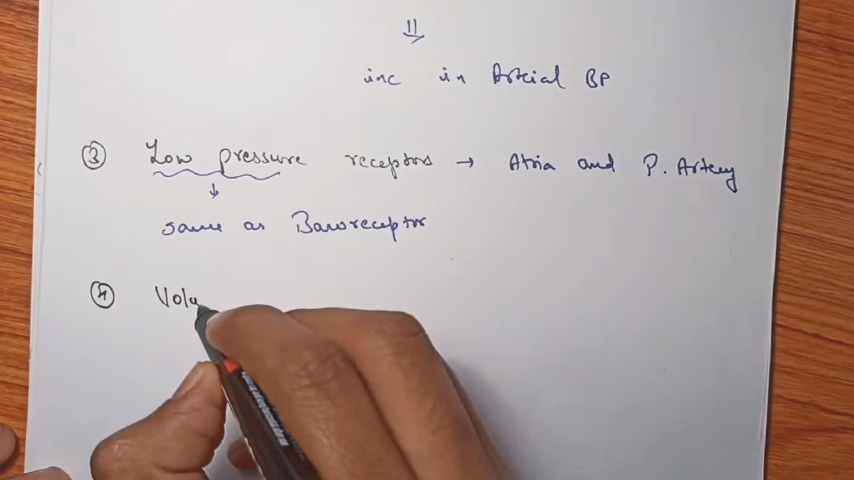 ⇓
inc in Arterial BP
③ Low pressure receptors → Atria and P. Artery
↓
same as Baroreceptor
④ Volu